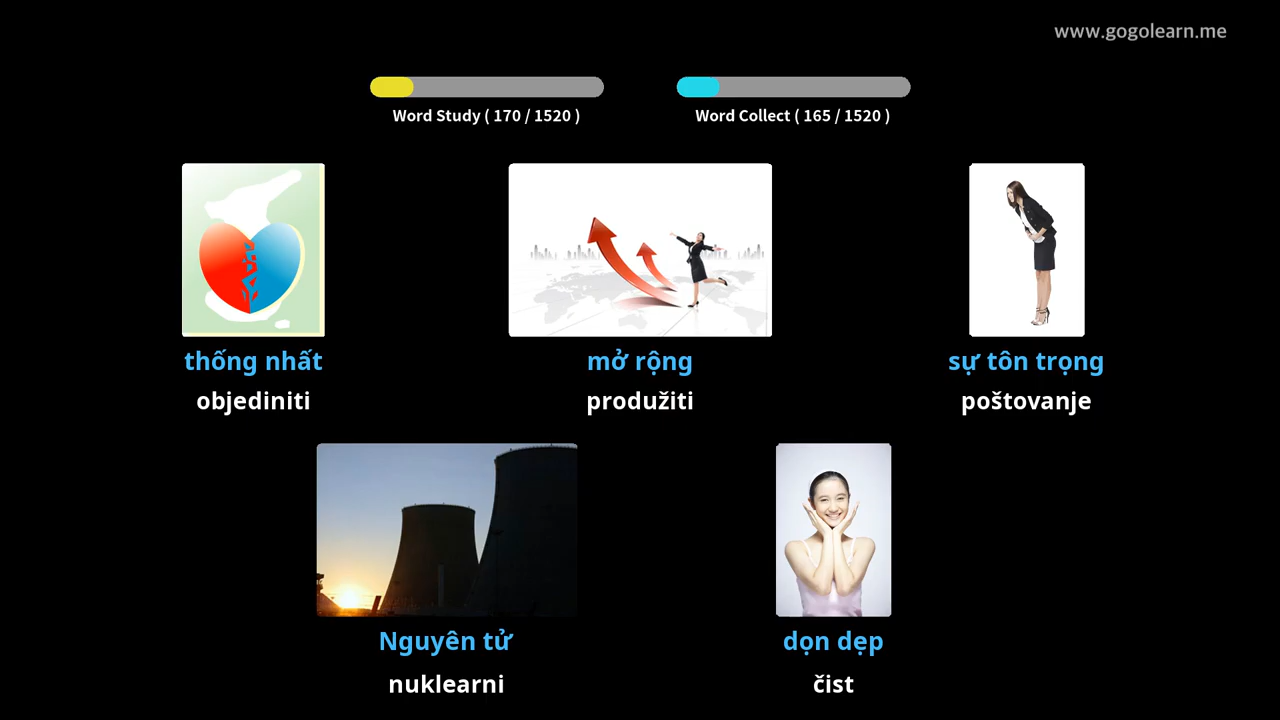 www.gogolearn.me
Word Study ( 170 / 1520 )
Word Collect ( 165 / 1520 )
thống nhất
objediniti
mở rộng
produžiti
sự tôn trọng
poštovanje
Nguyên tử
nuklearni
dọn dẹp
čist